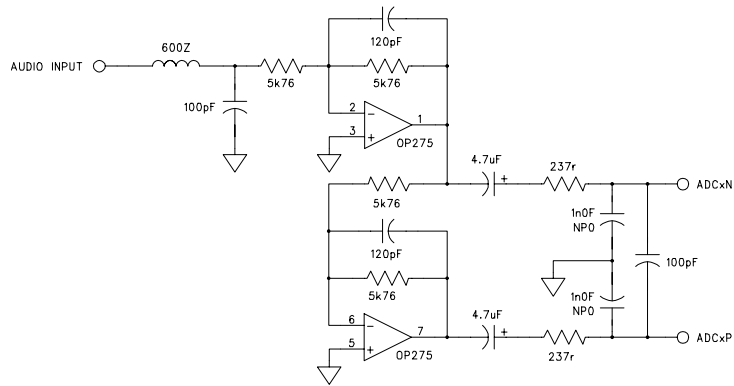 120pF
600Z
AUDIO INPUT
5k76
5k76
100pF
2
-
1
3
+
OP275
4.7uF
+
237r
5k76
ADCxN
1n0F
NP0
120pF
100pF
5k76
1n0F
NP0
4.7uF
+
6
-
7
5
+
OP275
237r
ADCxP